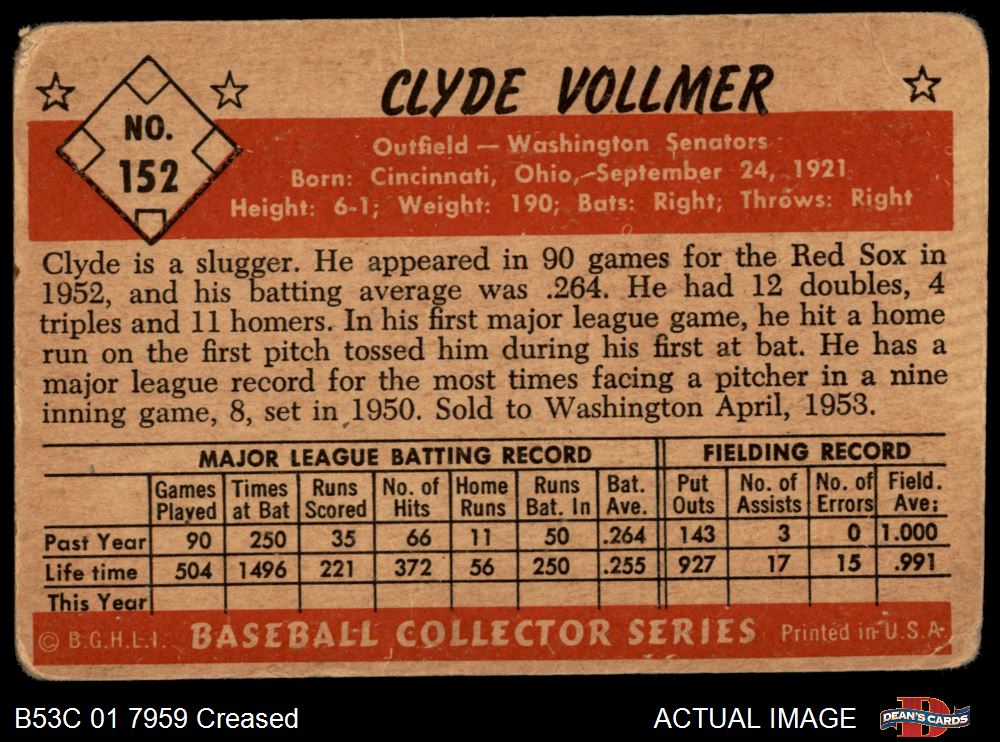 CLYDE VOLLMER
NO.
152
Outfield — Washington Senators
Born: Cincinnati, Ohio,—September 24, 1921
Height: 6-1; Weight: 190; Bats: Right; Throws: Right
Clyde is a slugger. He appeared in 90 games for the Red Sox in
1952, and his batting average was .264. He had 12 doubles, 4
triples and 11 homers. In his first major league game, he hit a home
run on the first pitch tossed him during his first at bat. He has a
major league record for the most times facing a pitcher in a nine
inning game, 8, set in 1950. Sold to Washington April, 1953.
MAJOR LEAGUE BATTING RECORD FIELDING RECORD
Games Times Runs No. of Home Runs Bat. Put No. of No. of Field.
Played at Bat Scored Hits Runs Bat. In Ave. Outs Assists Errors Ave:
Past Year 90 250 35 66 11 50 .264 143 3 0 1.000
Life time 504 1496 221 372 56 250 .255 927 17 15 .991
This Year
© B.G.H.L.I. BASEBALL COLLECTOR SERIES Printed in U.S.A.
B53C 01 7959 Creased ACTUAL IMAGE DEAN'S CARDS